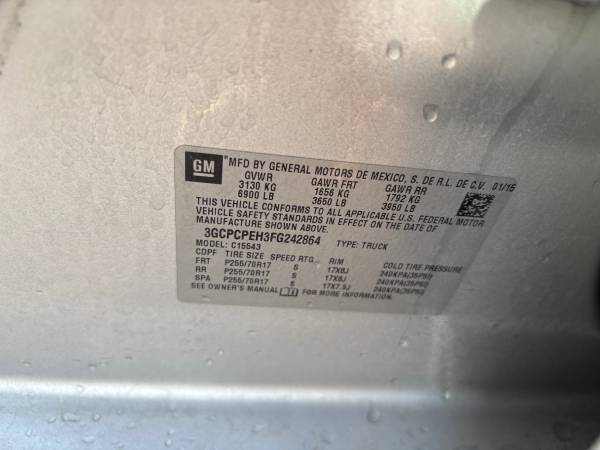 GM
MFD BY GENERAL MOTORS DE MEXICO, S. DE R.L. DE C.V. 01/15
GVWR GAWR FRT GAWR RR
3130 KG 1656 KG 1792 KG
6900 LB 3650 LB 3950 LB
THIS VEHICLE CONFORMS TO ALL APPLICABLE U.S. FEDERAL MOTOR
VEHICLE SAFETY STANDARDS IN EFFECT ON THE DATE OF
MANUFACTURE SHOWN ABOVE.
3GCPCPEH3FG242864 TYPE: TRUCK
MODEL: C15543
CDPF TIRE SIZE SPEED RTG RIM COLD TIRE PRESSURE
FRT P255/70R17 S 17X8J 240KPA(35PSI)
RR P255/70R17 S 17X8J 240KPA(35PSI)
SPA P255/70R17 S 17X7.5J 240KPA(35PSI)
SEE OWNER'S MANUAL FOR MORE INFORMATION